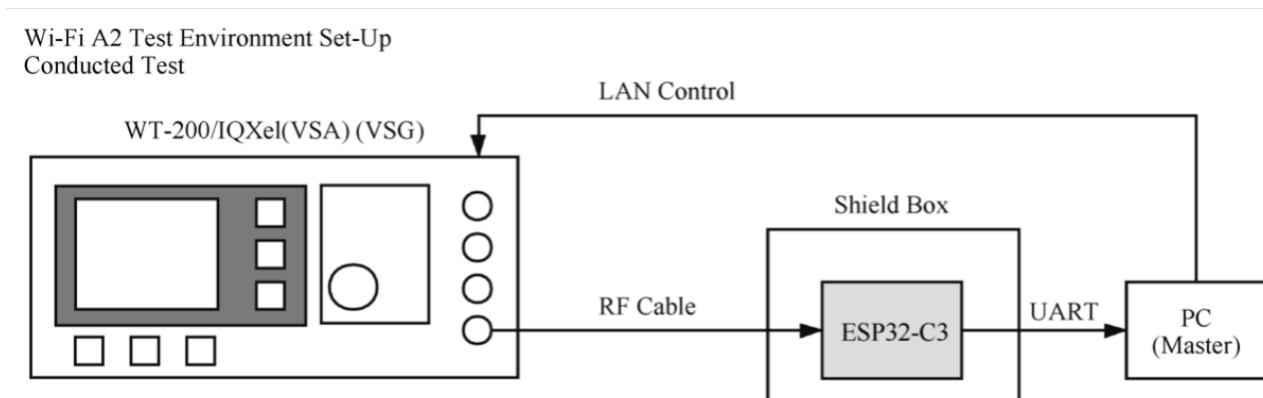 Wi-Fi A2 Test Environment Set-Up
Conducted Test
LAN Control
WT-200/IQXel(VSA) (VSG)
Shield Box
RF Cable
ESP32-C3
UART
PC
(Master)